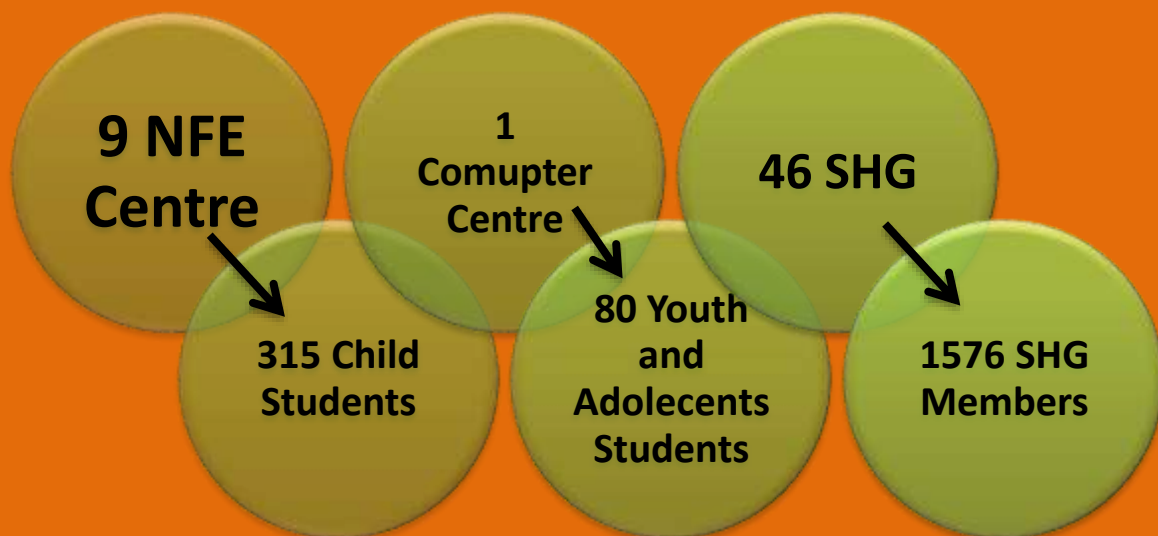 9 NFE
Centre
1
Comupter
Centre
46 SHG
315 Child
Students
80 Youth
and
Adolecents
Students
1576 SHG
Members